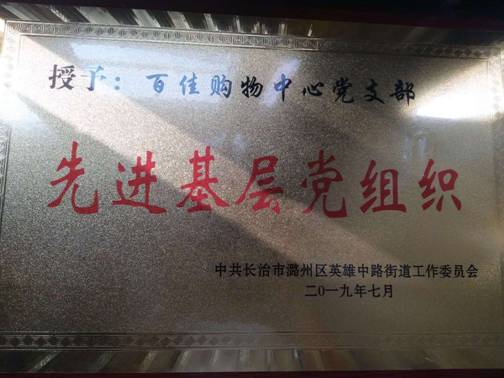 授予：百佳购物中心党支部
先进基层党组织
中共长治市潞州区英雄中路街道工作委员会
二0一九年七月